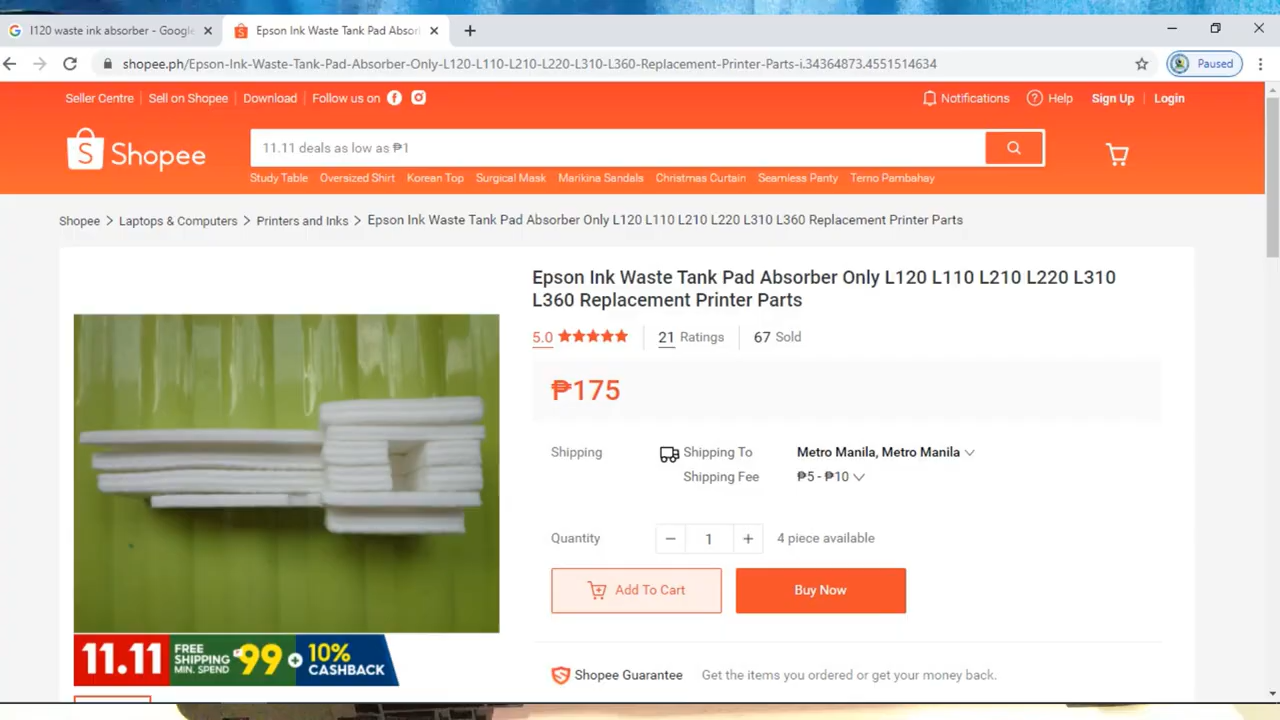 l120 waste ink absorber - Google
Epson Ink Waste Tank Pad Absor
shopee.ph/Epson-Ink-Waste-Tank-Pad-Absorber-Only-L120-L110-L210-L220-L310-L360-Replacement-Printer-Parts-i.34364873.4551514634
Paused
Seller Centre
Sell on Shopee
Download
Follow us on
Notifications
Help
Sign Up
Login
Shopee
11.11 deals as low as ₱1
Study Table
Oversized Shirt
Korean Top
Surgical Mask
Marikina Sandals
Christmas Curtain
Seamless Panty
Terno Pambahay
Shopee > Laptops & Computers > Printers and Inks > Epson Ink Waste Tank Pad Absorber Only L120 L110 L210 L220 L310 L360 Replacement Printer Parts
Epson Ink Waste Tank Pad Absorber Only L120 L110 L210 L220 L310
L360 Replacement Printer Parts
5.0
21 Ratings
67 Sold
₱175
Shipping
Shipping To
Metro Manila, Metro Manila
Shipping Fee
₱5 - ₱10
Quantity
− 1 +
4 piece available
Add To Cart
Buy Now
11.11
FREE
SHIPPING
MIN. SPEND
₱99
+
10%
CASHBACK
Shopee Guarantee
Get the items you ordered or get your money back.